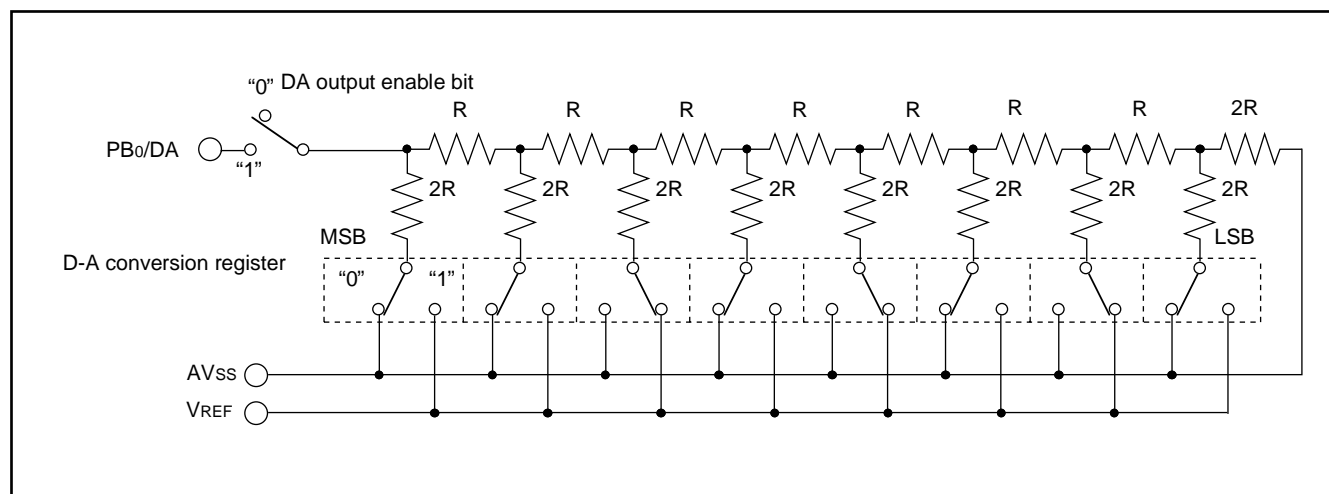 “0” DA output enable bit
R R R R R R R 2R
PB0/DA
“1”
2R 2R 2R 2R 2R 2R 2R 2R
MSB LSB
D-A conversion register
“0” “1”
AVSS
VREF